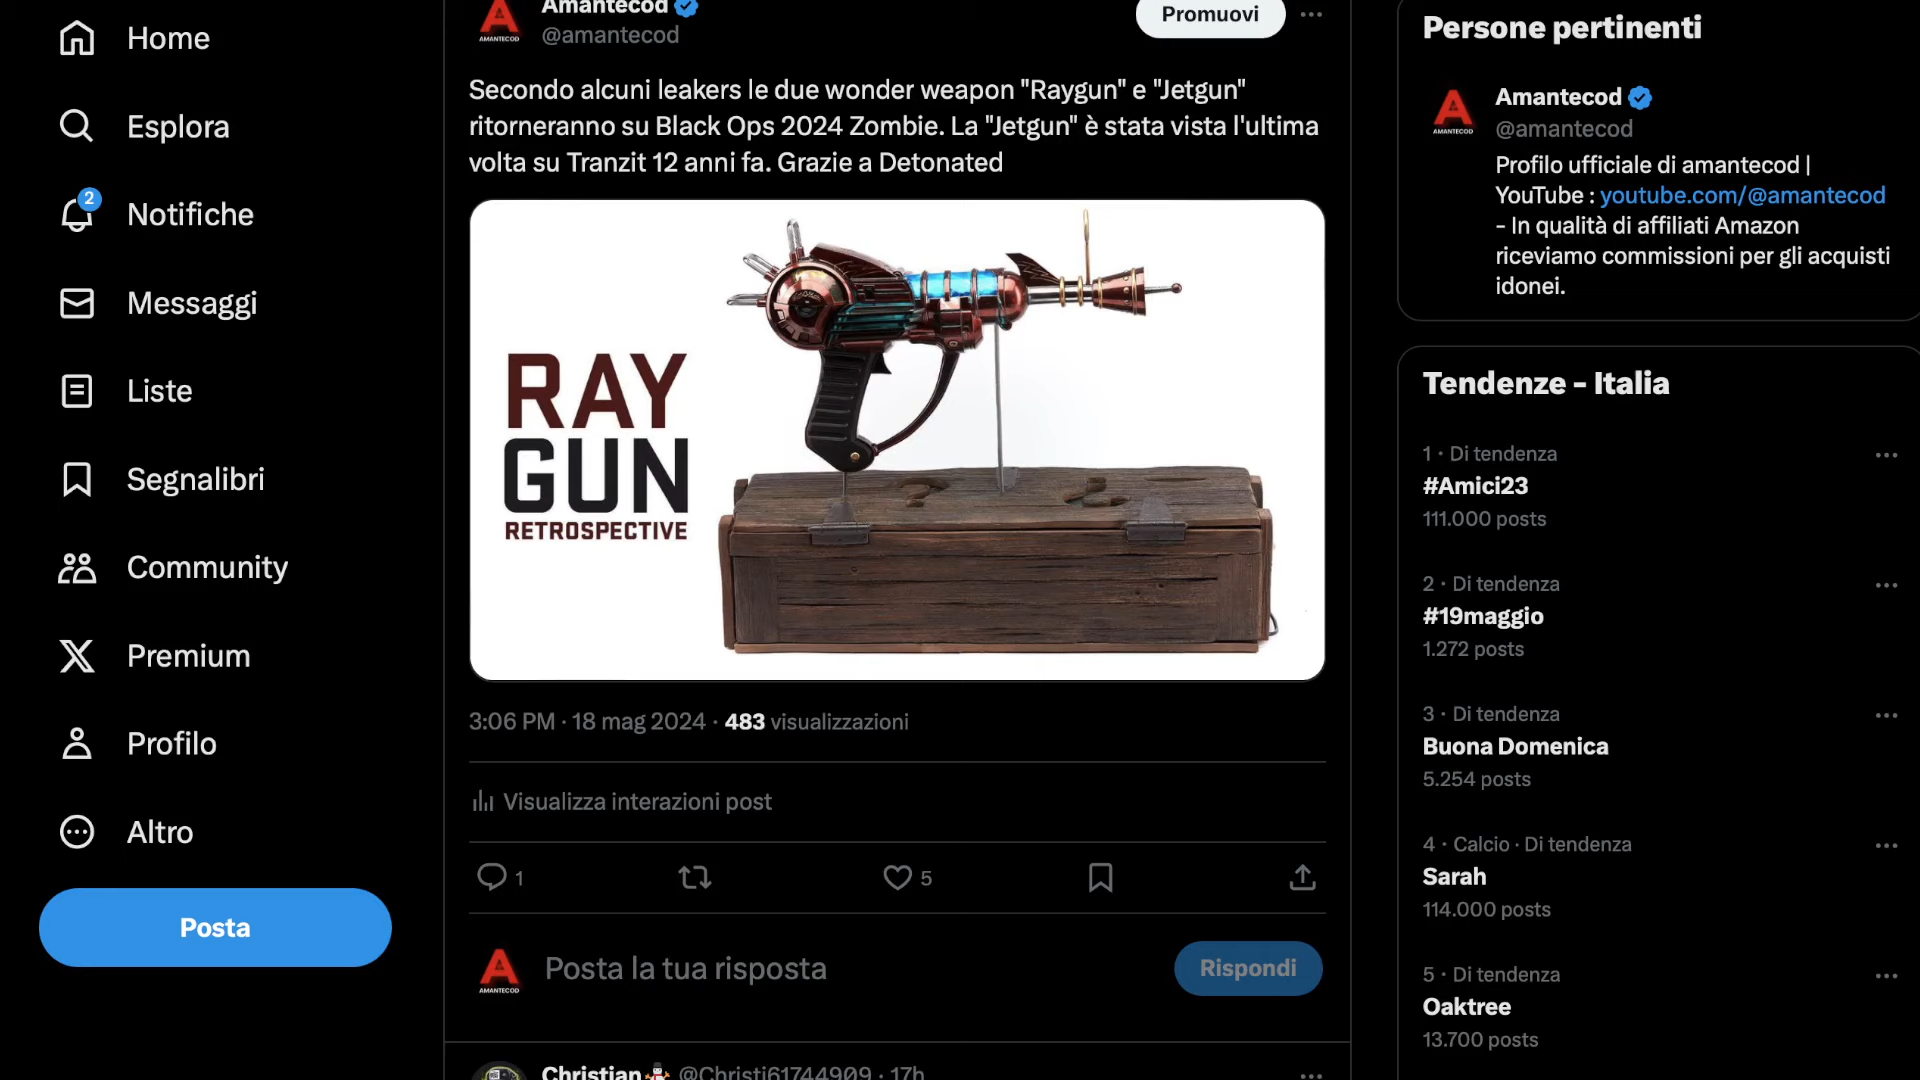 Home
Esplora
2
Notifiche
Messaggi
Liste
Segnalibri
Community
Premium
Profilo
Altro
Posta
Amantecod
@amantecod
AMANTECOD
Promuovi
Secondo alcuni leakers le due wonder weapon "Raygun" e "Jetgun"
ritorneranno su Black Ops 2024 Zombie. La "Jetgun" è stata vista l'ultima
volta su Tranzit 12 anni fa. Grazie a Detonated
RAY
GUN
RETROSPECTIVE
3:06 PM · 18 mag 2024 · 483 visualizzazioni
Visualizza interazioni post
1
5
AMANTECOD
Posta la tua risposta
Rispondi
Christian @Christi61744909 · 17h
Persone pertinenti
Amantecod
@amantecod
AMANTECOD
Profilo ufficiale di amantecod |
YouTube : youtube.com/@amantecod
- In qualità di affiliati Amazon
riceviamo commissioni per gli acquisti
idonei.
Tendenze - Italia
1 · Di tendenza
#Amici23
111.000 posts
2 · Di tendenza
#19maggio
1.272 posts
3 · Di tendenza
Buona Domenica
5.254 posts
4 · Calcio · Di tendenza
Sarah
114.000 posts
5 · Di tendenza
Oaktree
13.700 posts